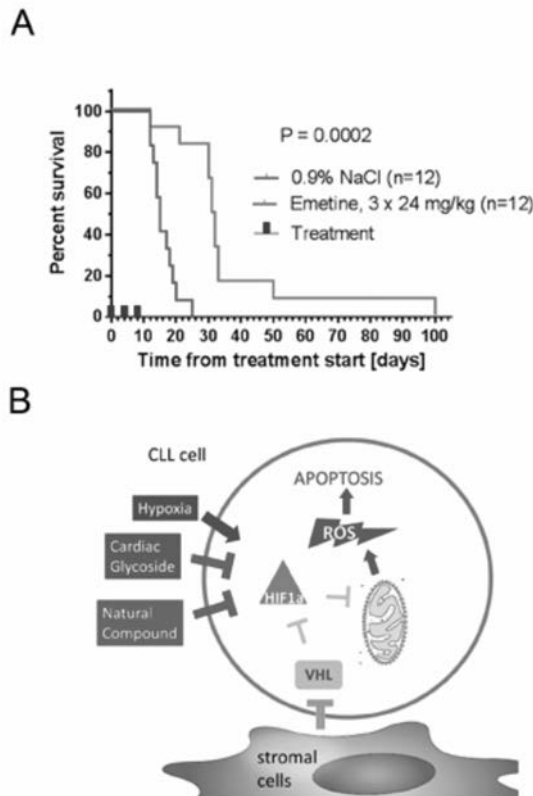 A
100
80
60
40
20
0
Percent survival
P = 0.0002
0.9% NaCl (n=12)
Emetine, 3 x 24 mg/kg (n=12)
Treatment
0 10 20 30 40 50 60 70 80 90 100
Time from treatment start [days]
B
CLL cell
APOPTOSIS
Hypoxia
ROS
Cardiac
Glycoside
HIF1a
Natural
Compound
VHL
stromal
cells